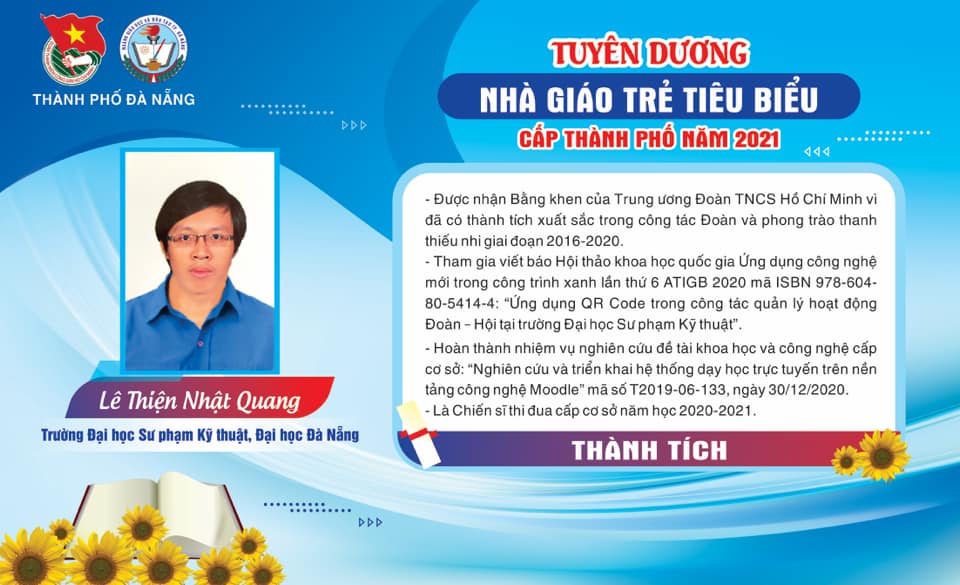 NGÀNH GIÁO DỤC VÀ ĐÀO TẠO TP. ĐÀ NẴNG
THÀNH PHỐ ĐÀ NẴNG
TUYÊN DƯƠNG
NHÀ GIÁO TRẺ TIÊU BIỂU
CẤP THÀNH PHỐ NĂM 2021
- Được nhận Bằng khen của Trung ương Đoàn TNCS Hồ Chí Minh vì
đã có thành tích xuất sắc trong công tác Đoàn và phong trào thanh
thiếu nhi giai đoạn 2016-2020.
- Tham gia viết báo Hội thảo khoa học quốc gia Ứng dụng công nghệ
mới trong công trình xanh lần thứ 6 ATIGB 2020 mã ISBN 978-604-
80-5414-4: “Ứng dụng QR Code trong công tác quản lý hoạt động
Đoàn – Hội tại trường Đại học Sư phạm Kỹ thuật”.
- Hoàn thành nhiệm vụ nghiên cứu đề tài khoa học và công nghệ cấp
cơ sở: “Nghiên cứu và triển khai hệ thống dạy học trực tuyến trên nền
tảng công nghệ Moodle” mã số T2019-06-133, ngày 30/12/2020.
- Là Chiến sĩ thi đua cấp cơ sở năm học 2020-2021.
THÀNH TÍCH
Lê Thiện Nhật Quang
Trường Đại học Sư phạm Kỹ thuật, Đại học Đà Nẵng